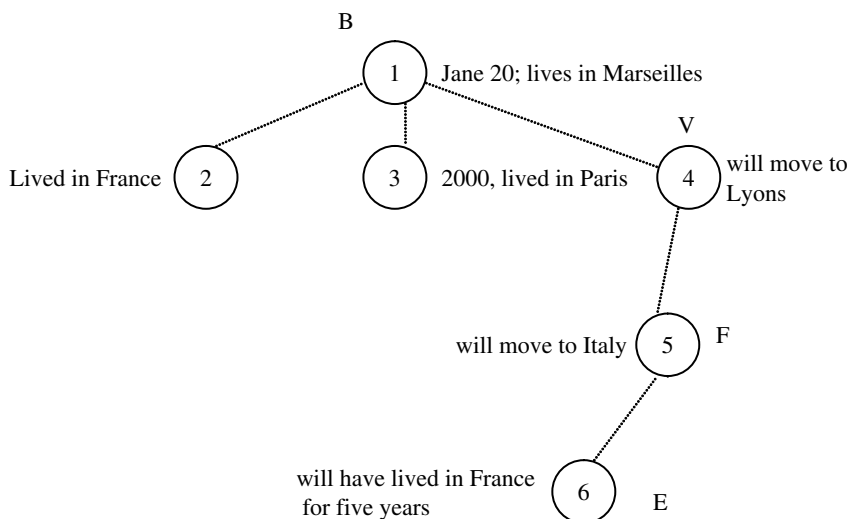 B
1 Jane 20; lives in Marseilles
V
Lived in France 2 3 2000, lived in Paris 4 will move to
Lyons
will move to Italy 5 F
will have lived in France
for five years 6 E